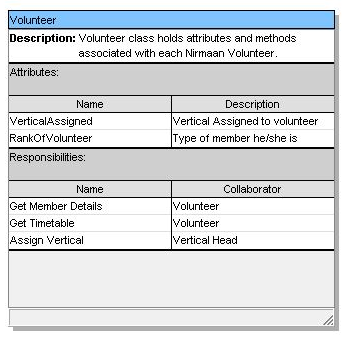 Volunteer
Description: Volunteer class holds attributes and methods
associated with each Nirmaan Volunteer.
Attributes:
Name Description
VerticalAssigned Vertical Assigned to volunteer
RankOfVolunteer Type of member he/she is
Responsibilities:
Name Collaborator
Get Member Details Volunteer
Get Timetable Volunteer
Assign Vertical Vertical Head